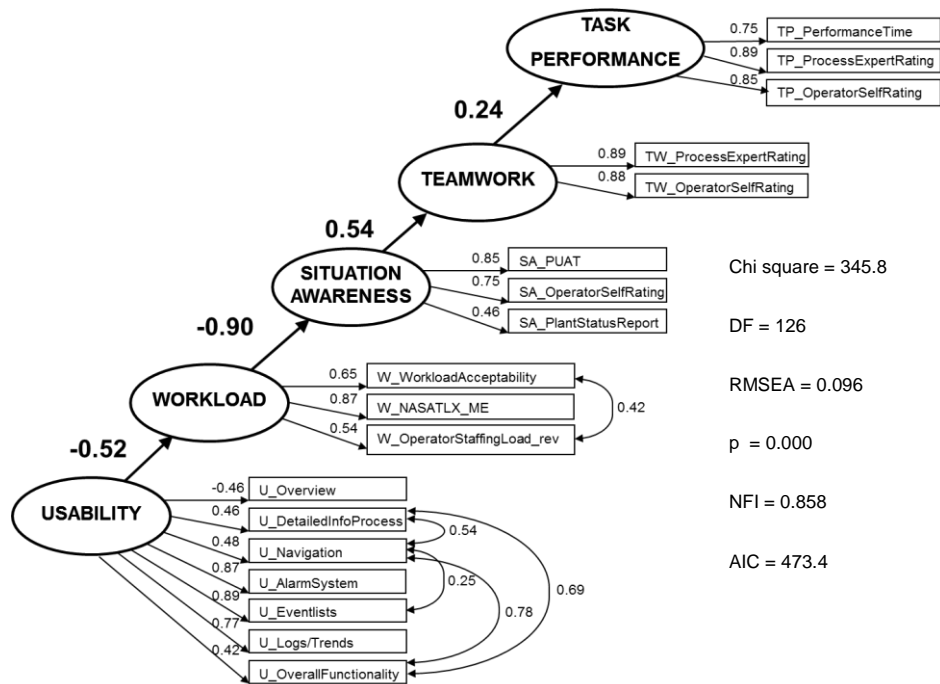 TASK
PERFORMANCE
0.75
TP_PerformanceTime
0.89
TP_ProcessExpertRating
0.85
TP_OperatorSelfRating
0.24
TEAMWORK
0.89
TW_ProcessExpertRating
0.88
TW_OperatorSelfRating
0.54
SITUATION
AWARENESS
0.85
SA_PUAT
0.75
SA_OperatorSelfRating
0.46
SA_PlantStatusReport
-0.90
WORKLOAD
0.65
W_WorkloadAcceptability
0.87
W_NASATLX_ME
0.54
W_OperatorStaffingLoad_rev
0.42
-0.52
USABILITY
-0.46
U_Overview
0.46
U_DetailedInfoProcess
0.48
U_Navigation
0.87
U_AlarmSystem
0.89
U_Eventlists
0.77
U_Logs/Trends
0.42
U_OverallFunctionality
0.54
0.25
0.78
0.69
Chi square = 345.8
DF = 126
RMSEA = 0.096
p = 0.000
NFI = 0.858
AIC = 473.4